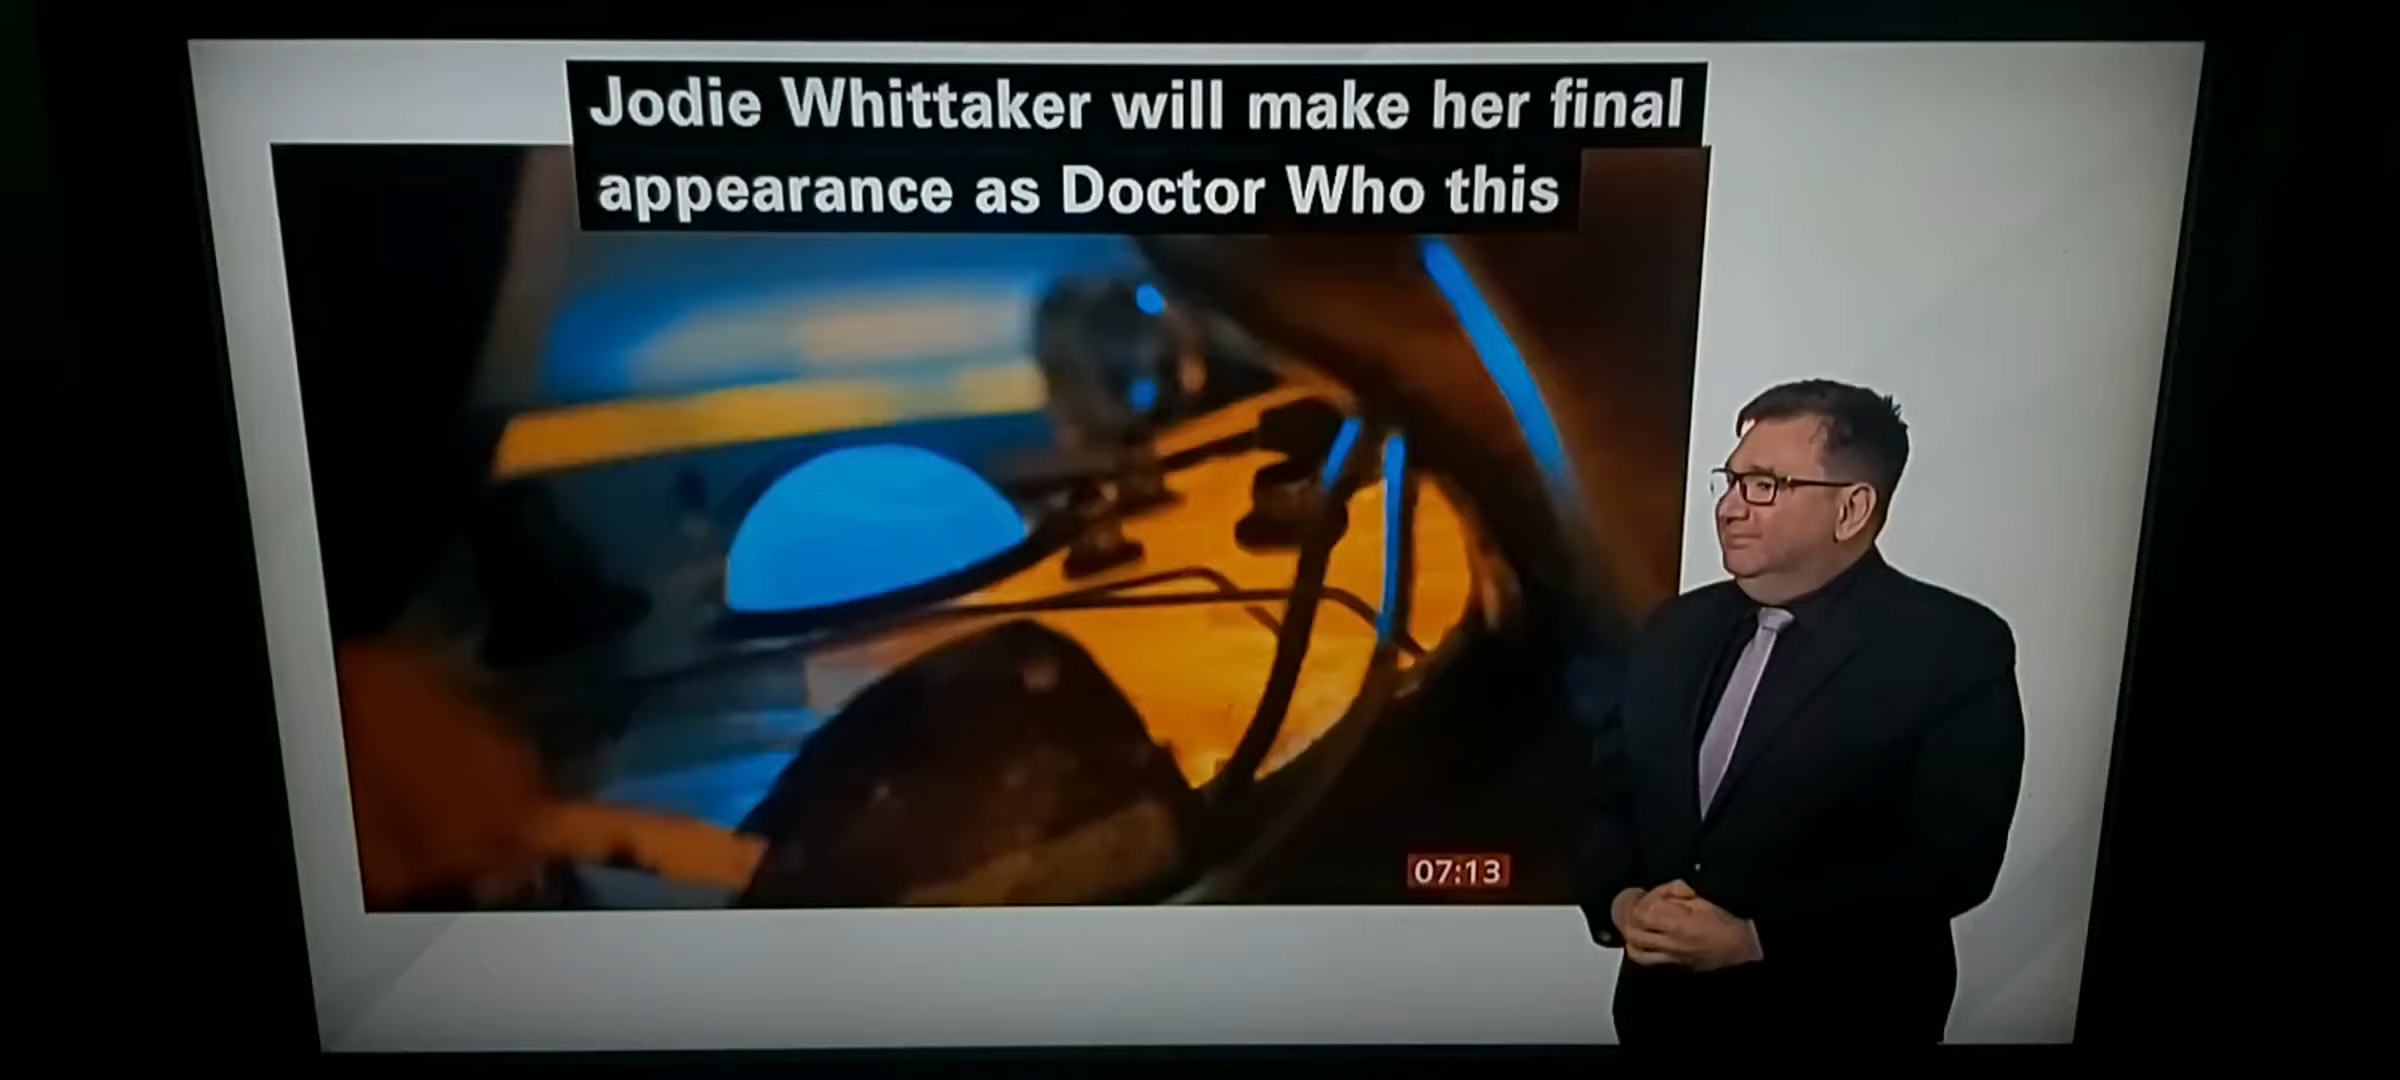 Jodie Whittaker will make her final
appearance as Doctor Who this
07:13